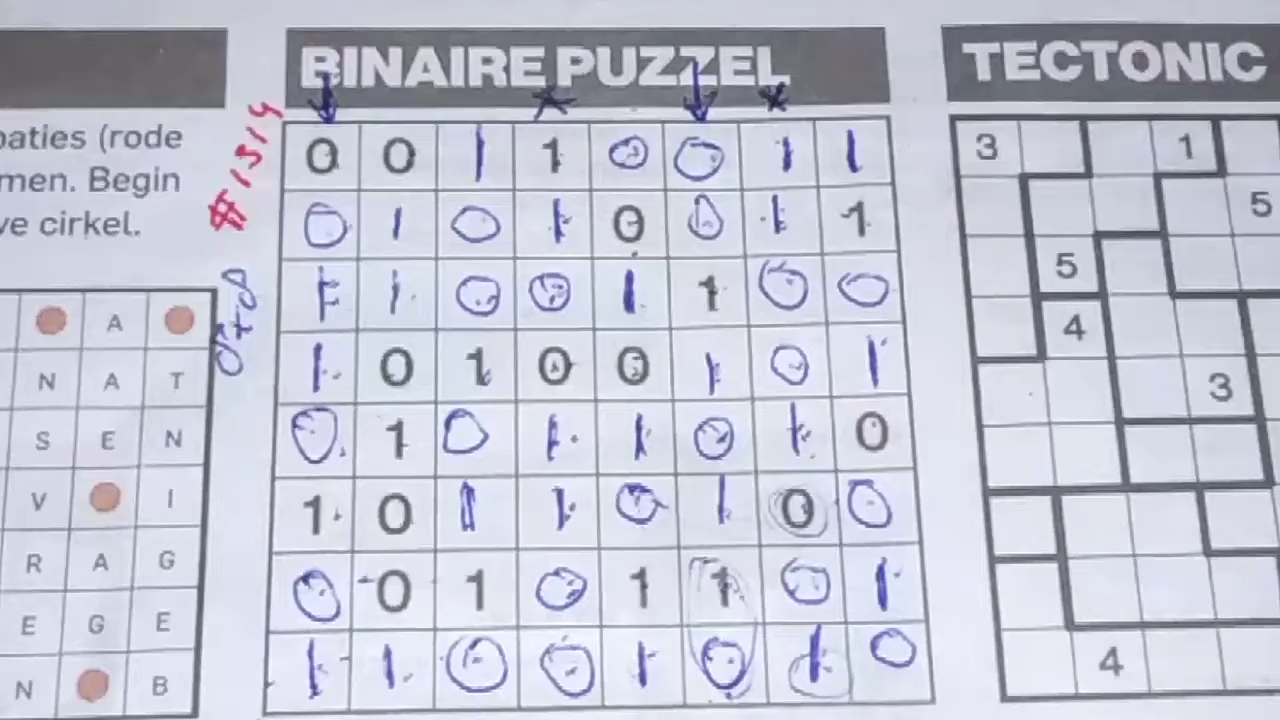 BINAIRE PUZZEL
TECTONIC
paties (rode
men. Begin
ve cirkel.
#1314
0 0 1 1 0 0 1 1
0 1 0 1 0 0 1 1
1 1 0 0 1 1 0 0
1 0 1 0 0 1 0 1
0 1 0 1 1 0 1 0
1 0 1 1 0 1 0 0
0 0 1 0 1 1 0 1
1 1 0 0 1 0 1 0
A
N A T
S E N
V I
R A G
E G E
N B
3 1
5
5
4
3
4